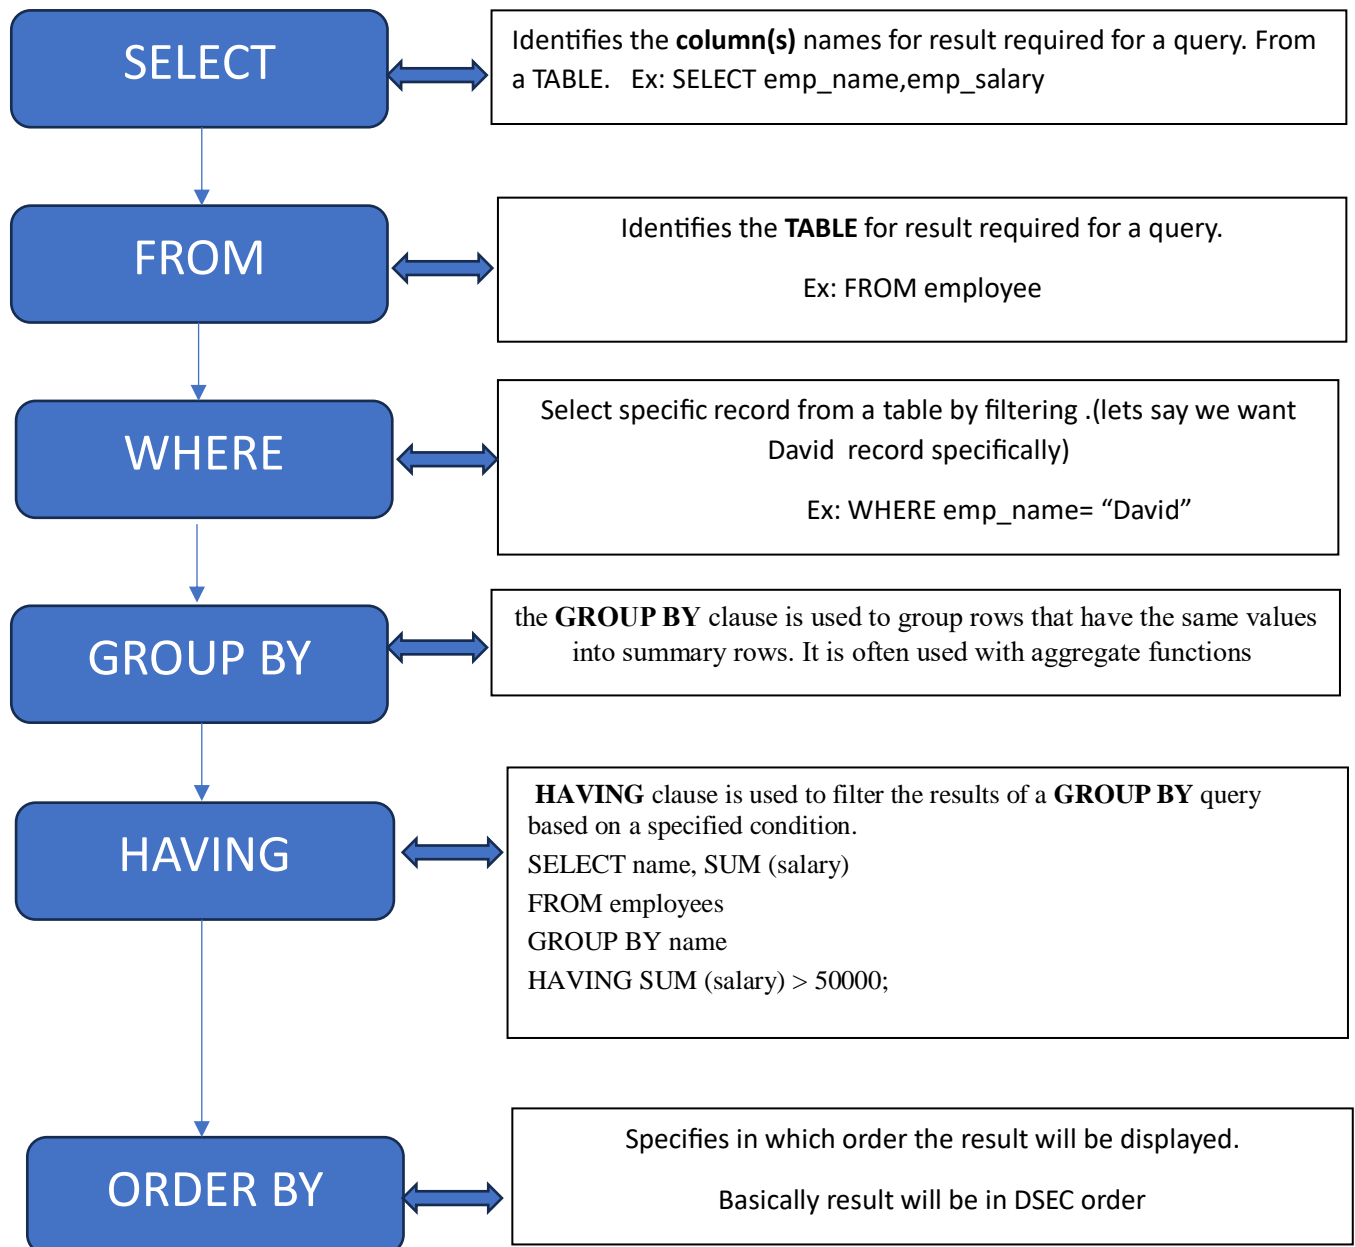 SELECT
Identifies the column(s) names for result required for a query. From
a TABLE.   Ex: SELECT emp_name,emp_salary
FROM
Identifies the TABLE for result required for a query.
Ex: FROM employee
WHERE
Select specific record from a table by filtering .(lets say we want
David  record specifically)
Ex: WHERE emp_name= “David”
GROUP BY
the GROUP BY clause is used to group rows that have the same values
into summary rows. It is often used with aggregate functions
HAVING
HAVING clause is used to filter the results of a GROUP BY query
based on a specified condition.
SELECT name, SUM (salary)
FROM employees
GROUP BY name
HAVING SUM (salary) > 50000;
ORDER BY
Specifies in which order the result will be displayed.
Basically result will be in DSEC order